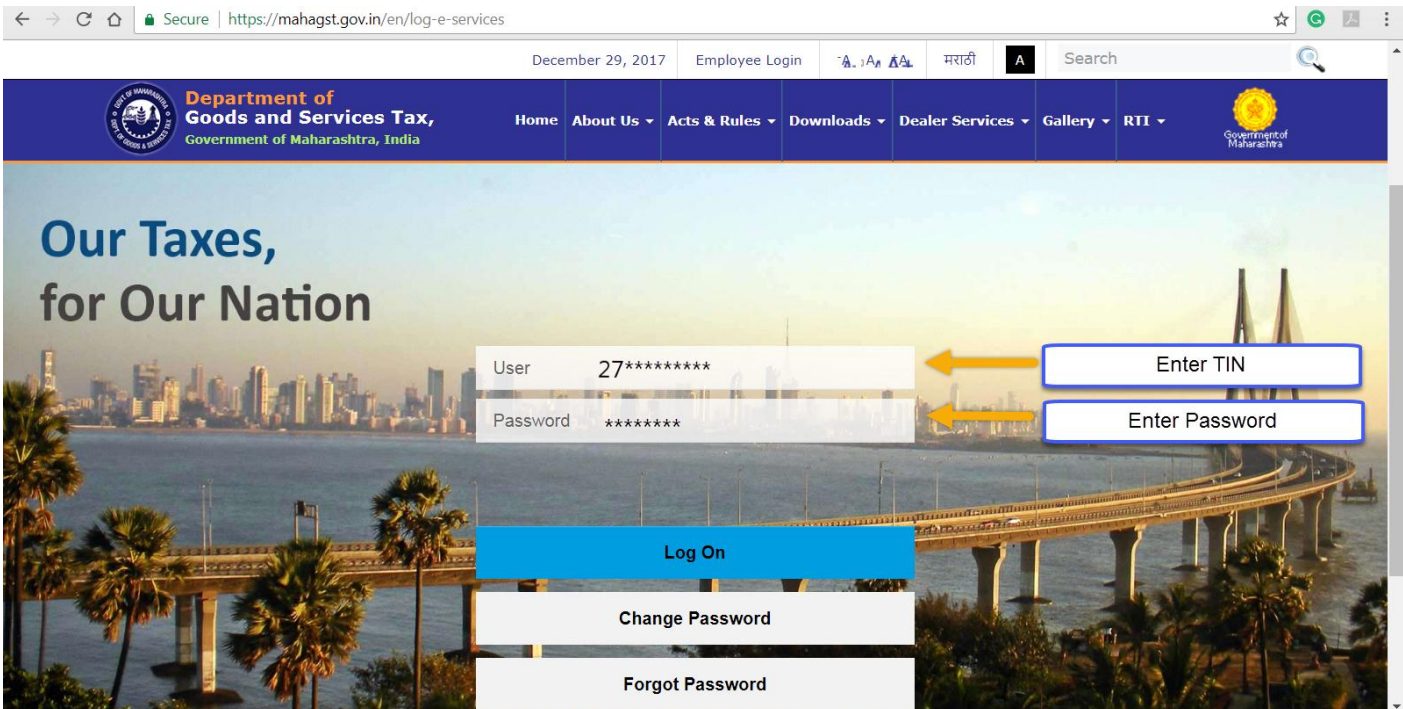 Secure | https://mahagst.gov.in/en/log-e-services
December 29, 2017 Employee Login -A A A मराठी A Search
Department of
Goods and Services Tax,
Government of Maharashtra, India
Home About Us Acts & Rules Downloads Dealer Services Gallery RTI
Government of
Maharashtra
Our Taxes,
for Our Nation
User 27*********
Enter TIN
Password ********
Enter Password
Log On
Change Password
Forgot Password